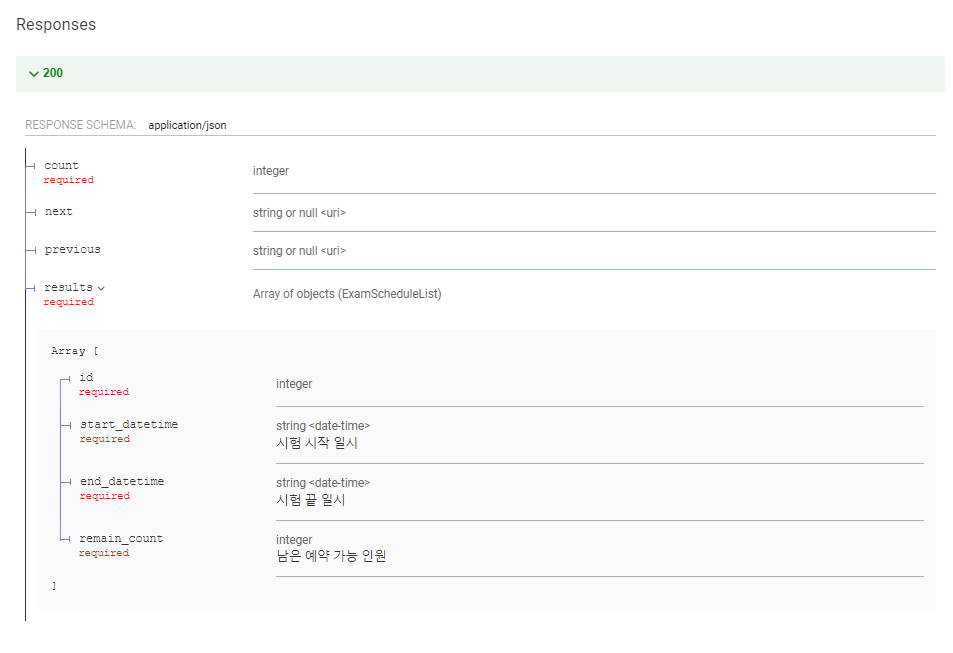 Responses
200
RESPONSE SCHEMA: application/json
count
required
integer
next
string or null <uri>
previous
string or null <uri>
results
required
Array of objects (ExamScheduleList)
Array [
id
required
integer
start_datetime
required
string <date-time>
시험 시작 일시
end_datetime
required
string <date-time>
시험 끝 일시
remain_count
required
integer
남은 예약 가능 인원
]